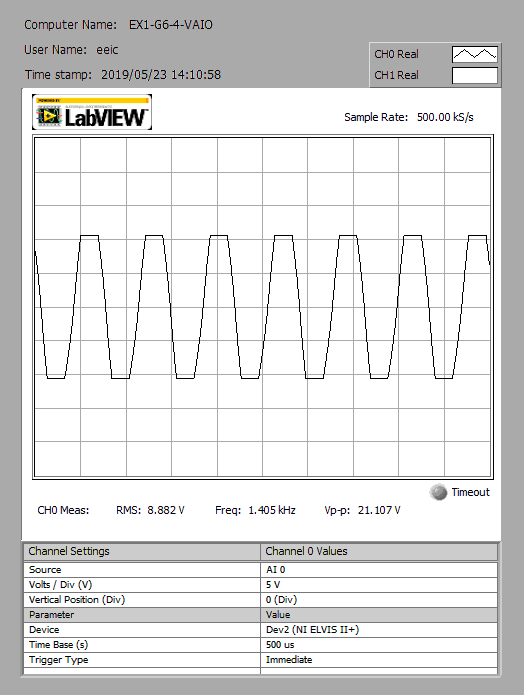 Computer Name: EX1-G6-4-VAIO
User Name: eeic
Time stamp: 2019/05/23 14:10:58
CH0 Real
CH1 Real
POWERED BY
LabVIEW
Sample Rate: 500.00 kS/s
Timeout
CH0 Meas: RMS: 8.882 V Freq: 1.405 kHz Vp-p: 21.107 V
Channel Settings Channel 0 Values
Source AI 0
Volts / Div (V) 5 V
Vertical Position (Div) 0 (Div)
Parameter Value
Device Dev2 (NI ELVIS II+)
Time Base (s) 500 us
Trigger Type Immediate